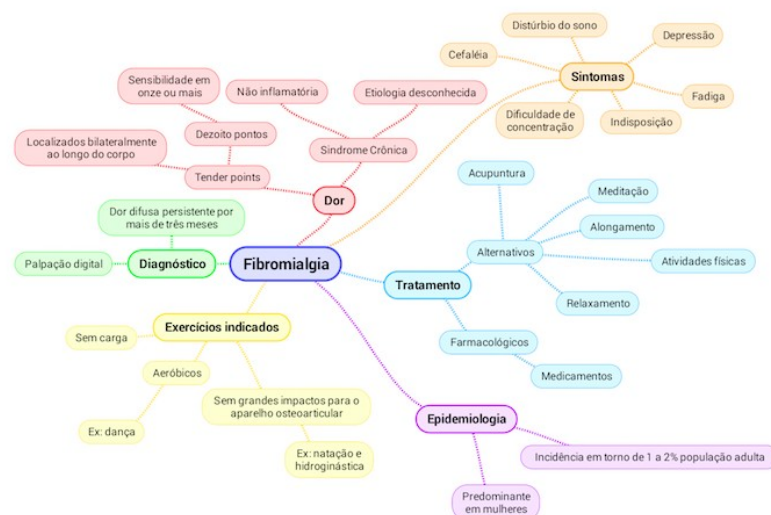 Distúrbio do sono
Depressão
Cefaléia
Sintomas
Fadiga
Dificuldade de
concentração
Indisposição
Sensibilidade em
onze ou mais
Não inflamatória
Etiologia desconhecida
Dezoito pontos
Localizados bilateralmente
ao longo do corpo
Sindrome Crônica
Tender points
Dor
Acupuntura
Meditação
Alongamento
Alternativos
Atividades físicas
Relaxamento
Tratamento
Farmacológicos
Medicamentos
Dor difusa persistente por
mais de três meses
Palpação digital
Diagnóstico
Fibromialgia
Exercícios indicados
Sem carga
Aeróbicos
Sem grandes impactos para o
aparelho osteoarticular
Ex: dança
Ex: natação e
hidroginástica
Epidemiologia
Incidência em torno de 1 a 2% população adulta
Predominante
em mulheres